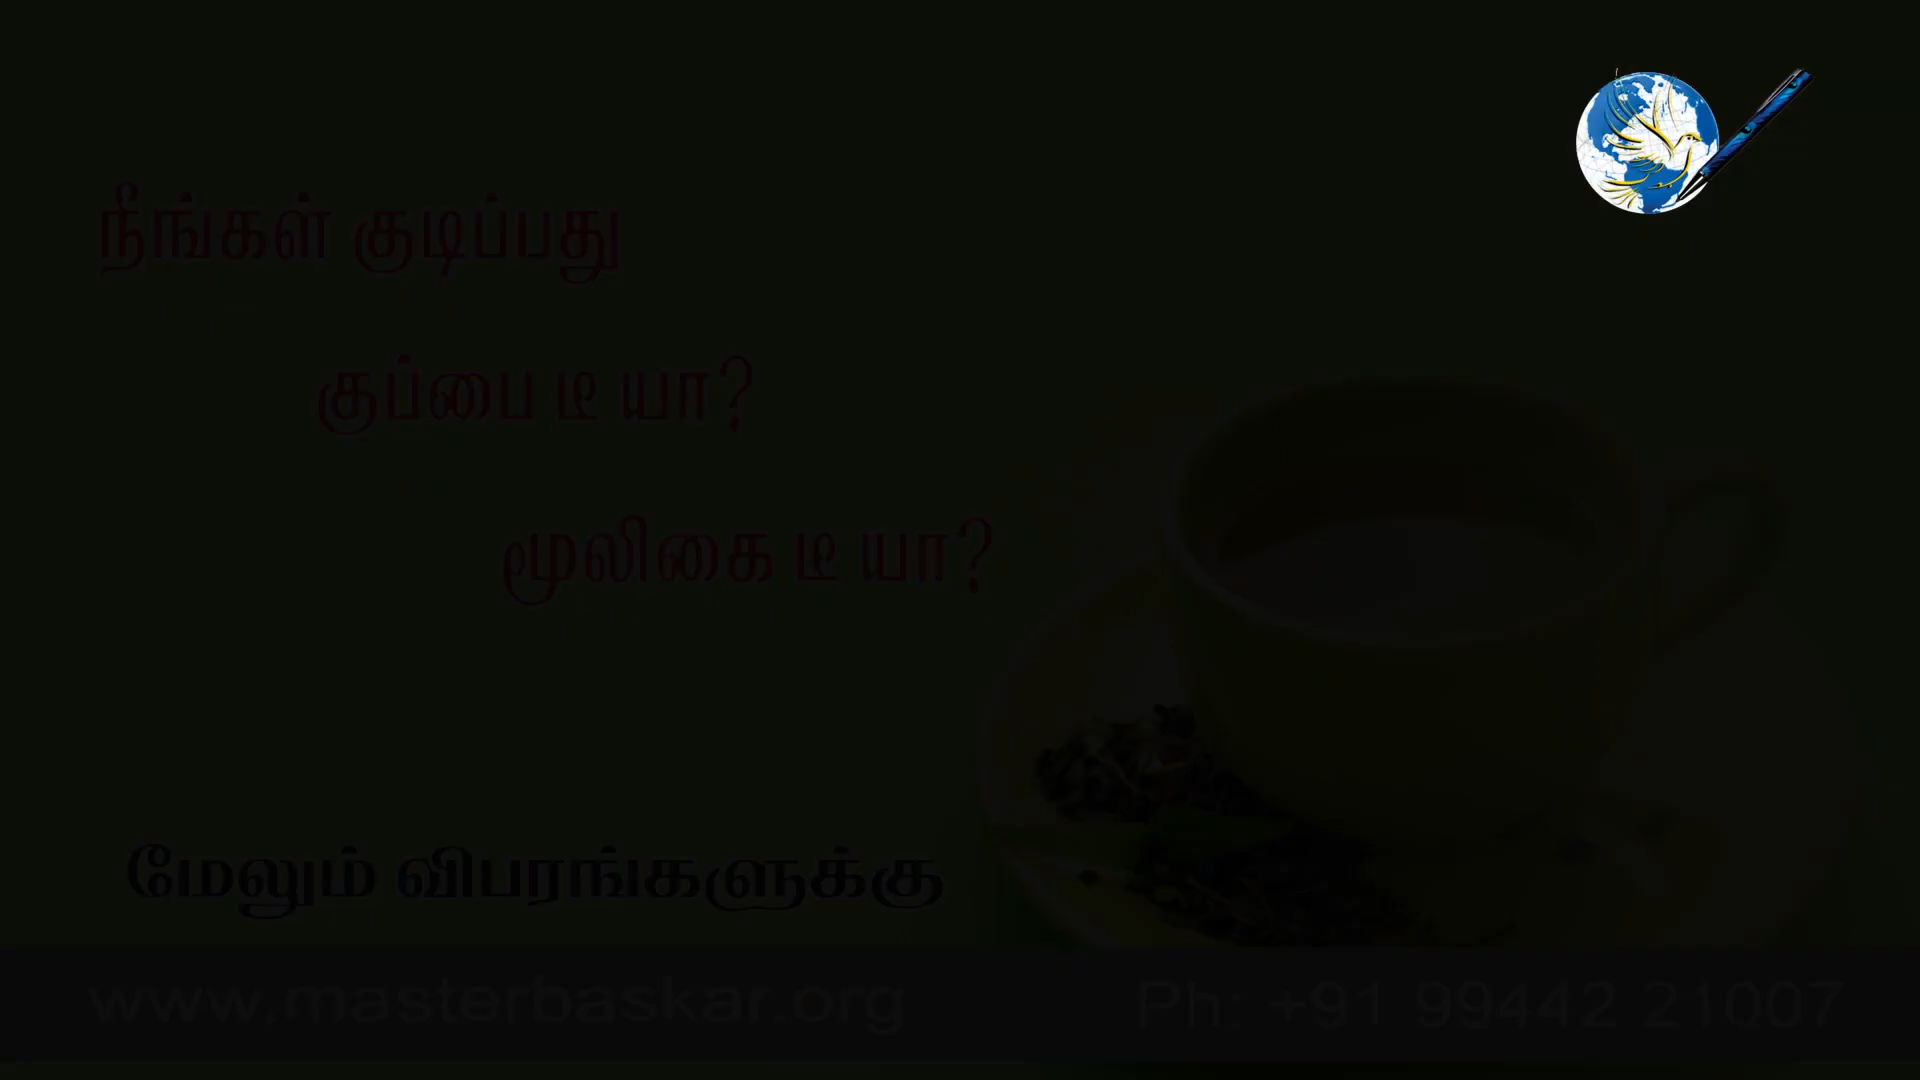 நீங்கள் குடிப்பது
குப்பை டீ யா?
மூலிகை டீ யா?
மேலும் விபரங்களுக்கு
www.masterbaskar.org
Ph: +91 99442 21007